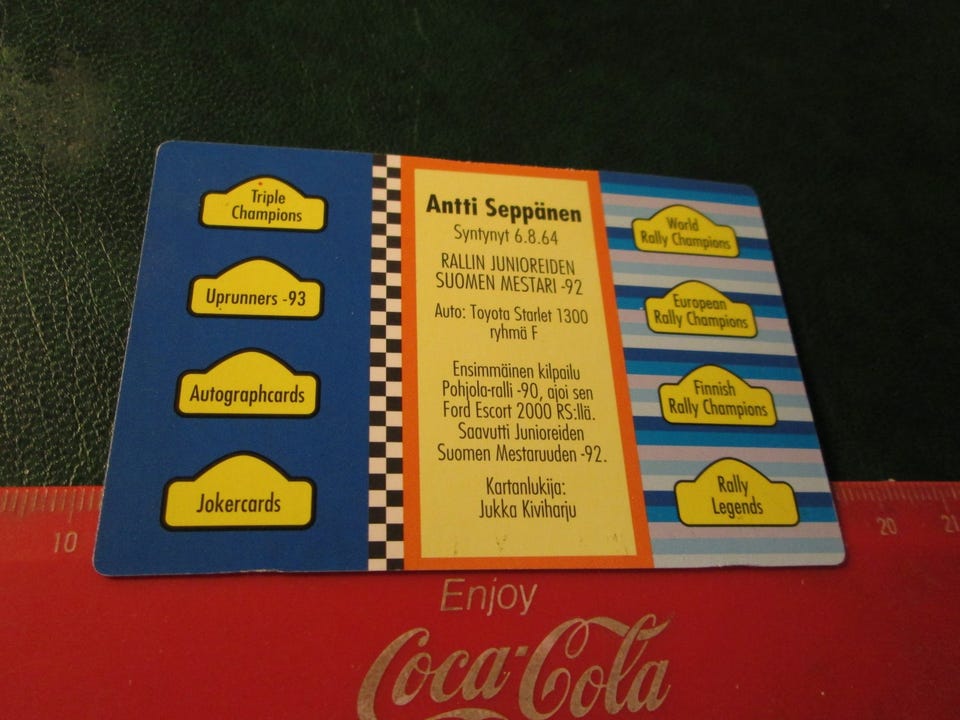 Triple
Champions
Uprunners -93
Autographcards
Jokercards
Antti Seppänen
Syntynyt 6.8.64
RALLIN JUNIOREIDEN
SUOMEN MESTARI -92
Auto: Toyota Starlet 1300
ryhmä F
Ensimmäinen kilpailu
Pohjola-ralli -90, ajoi sen
Ford Escort 2000 RS:llä.
Saavutti Junioreiden
Suomen Mestaruuden -92.
Kartanlukija:
Jukka Kiviharju
World
Rally Champions
European
Rally Champions
Finnish
Rally Champions
Rally
Legends
10
20
21
Enjoy
Coca-Cola